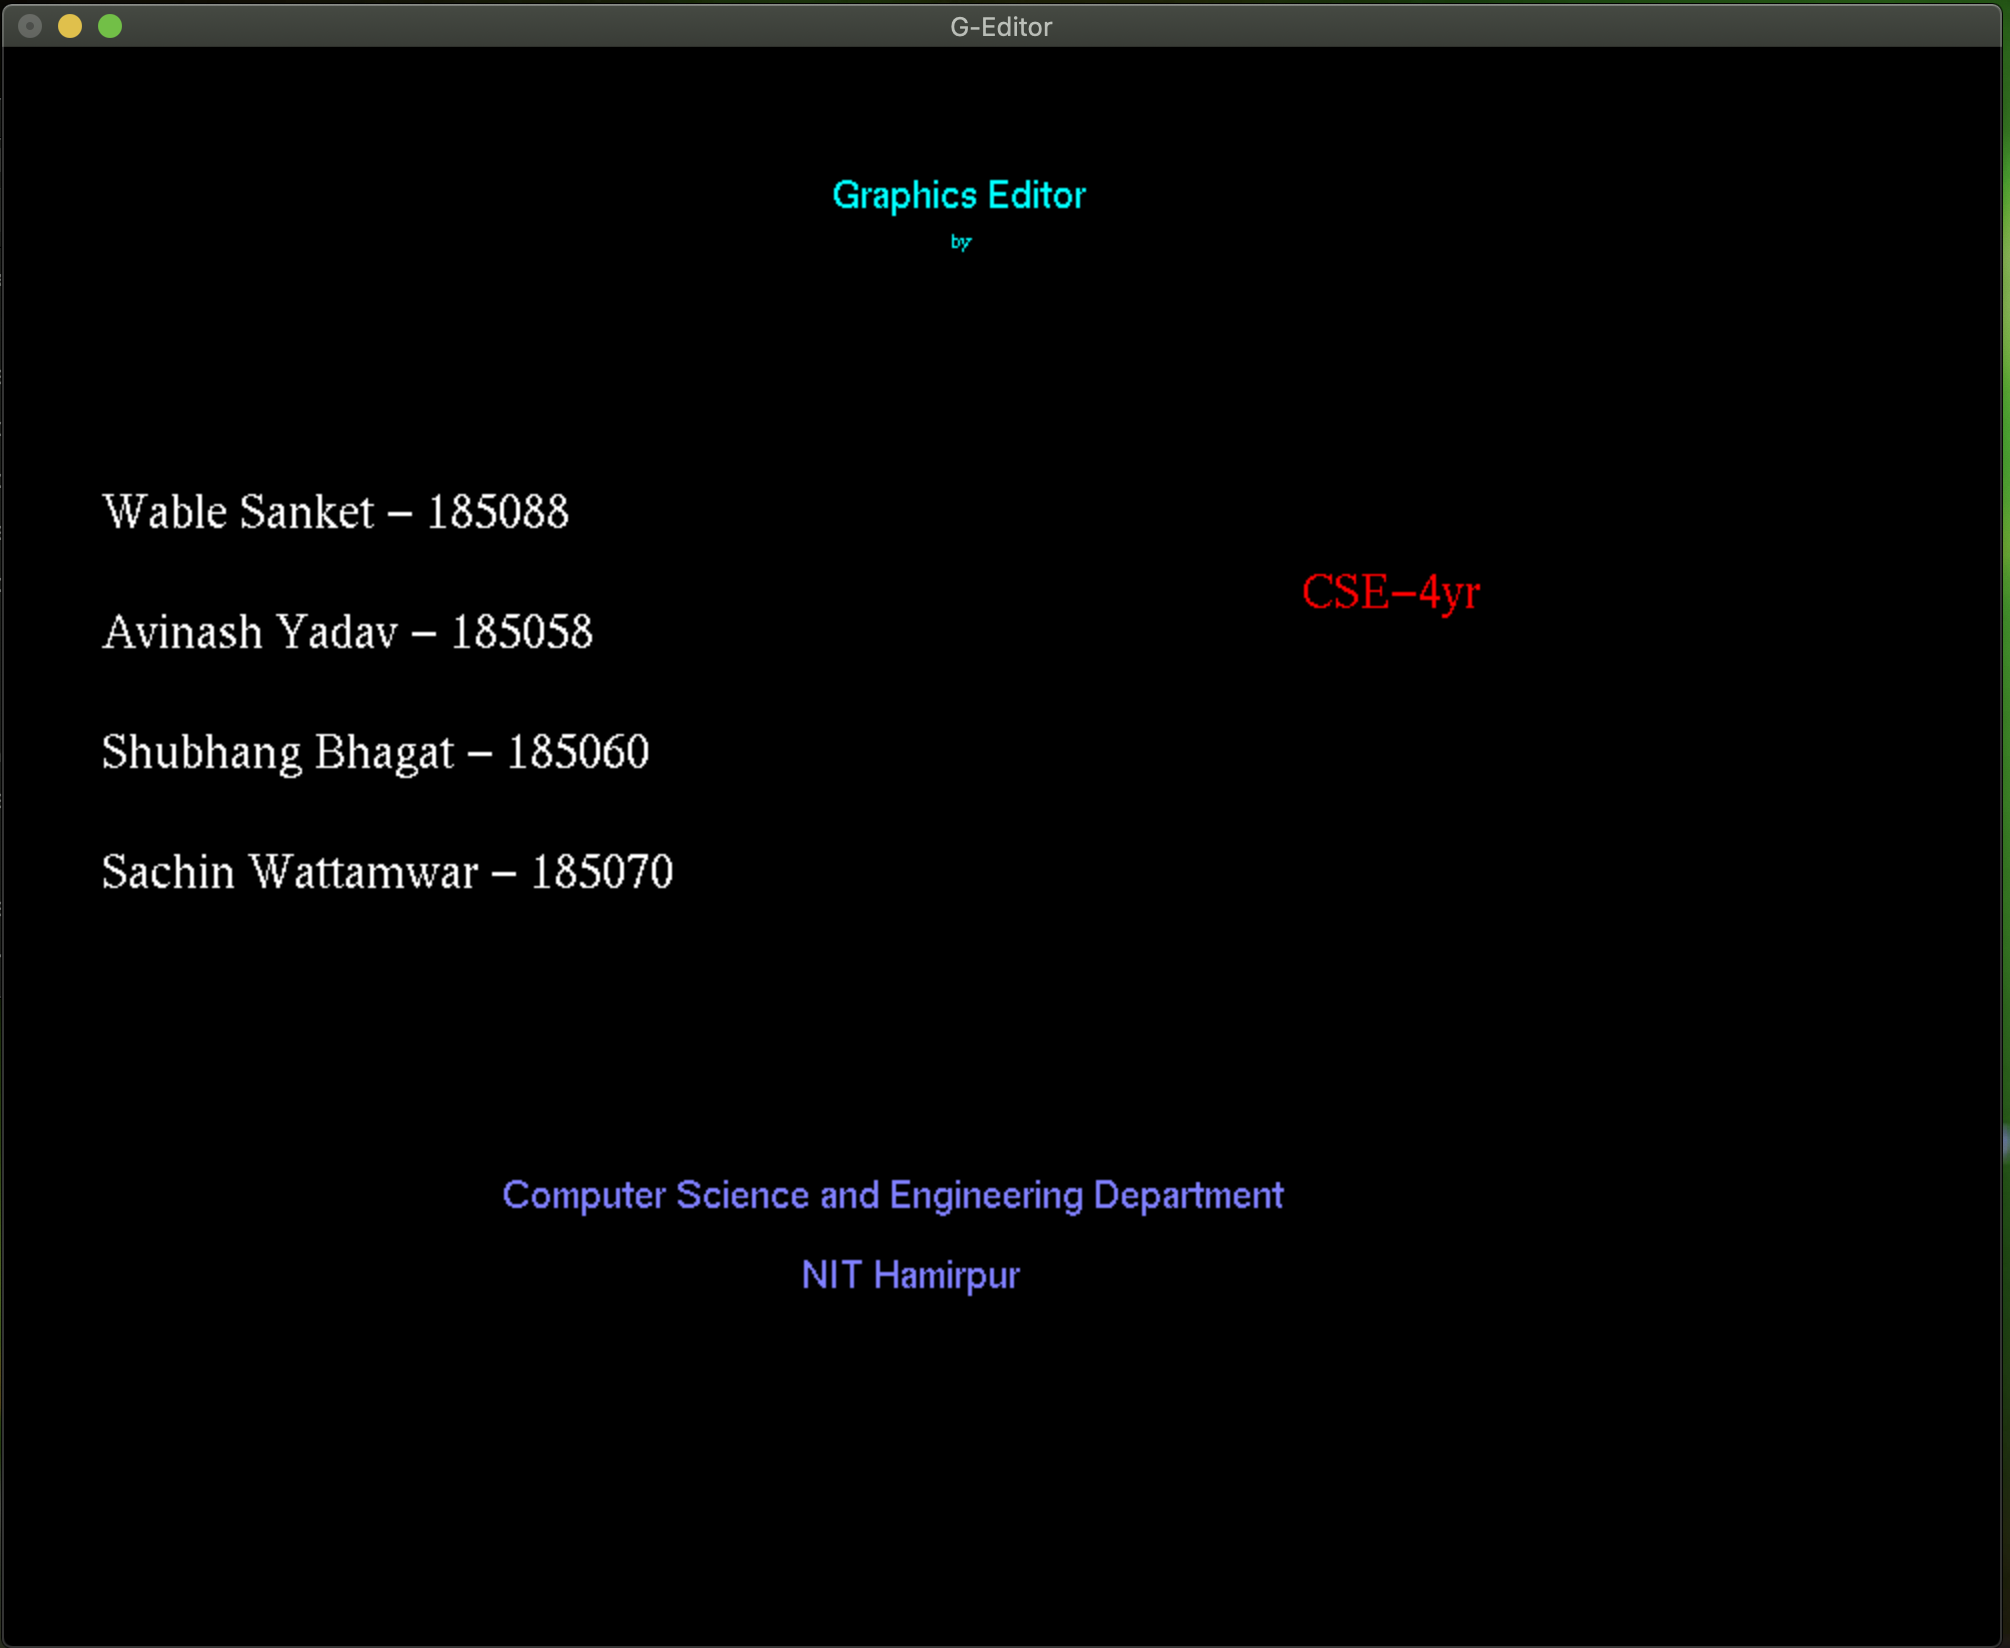 G-Editor
Graphics Editor
by
Wable Sanket – 185088
CSE–4yr
Avinash Yadav – 185058
Shubhang Bhagat – 185060
Sachin Wattamwar – 185070
Computer Science and Engineering Department
NIT Hamirpur